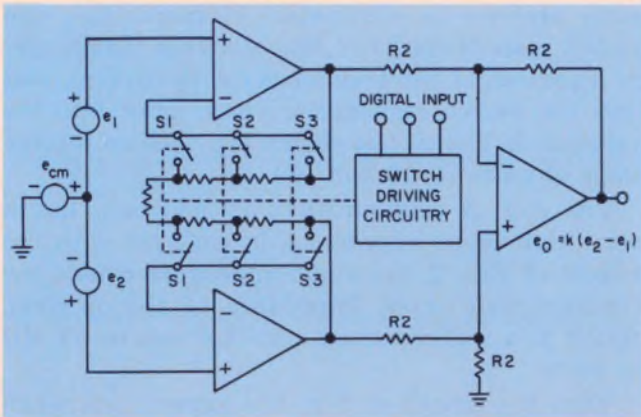 R2
R2
+
−
S1
S2
S3
DIGITAL INPUT
+
e1
−
ecm
−
+
SWITCH
DRIVING
CIRCUITRY
−
+
e0 = k(e2 − e1)
−
e2
+
S1
S2
S3
−
+
R2
R2